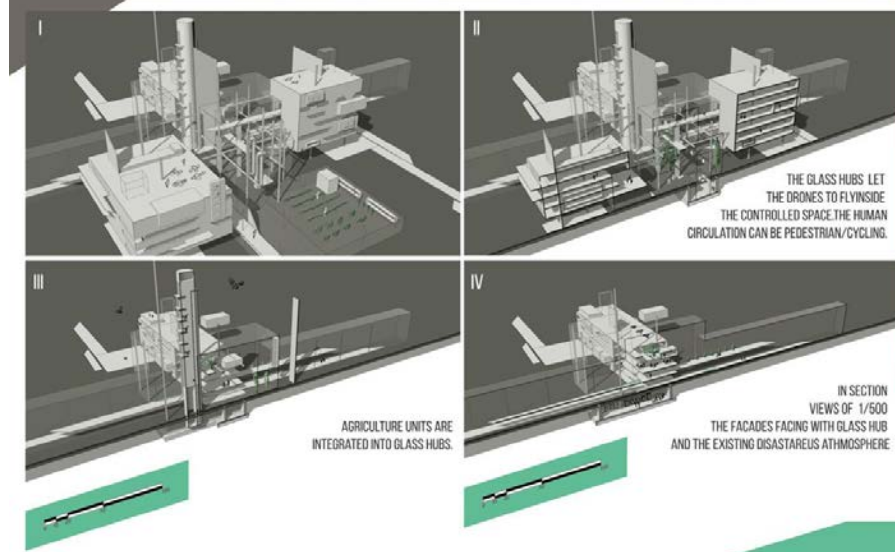 I
II
THE GLASS HUBS LET
THE DRONES TO FLYINSIDE
THE CONTROLLED SPACE.THE HUMAN
CIRCULATION CAN BE PEDESTRIAN/CYCLING.
III
AGRICULTURE UNITS ARE
INTEGRATED INTO GLASS HUBS.
IV
IN SECTION
VIEWS OF 1/500
THE FACADES FACING WITH GLASS HUB
AND THE EXISTING DISASTAREUS ATHMOSPHERE